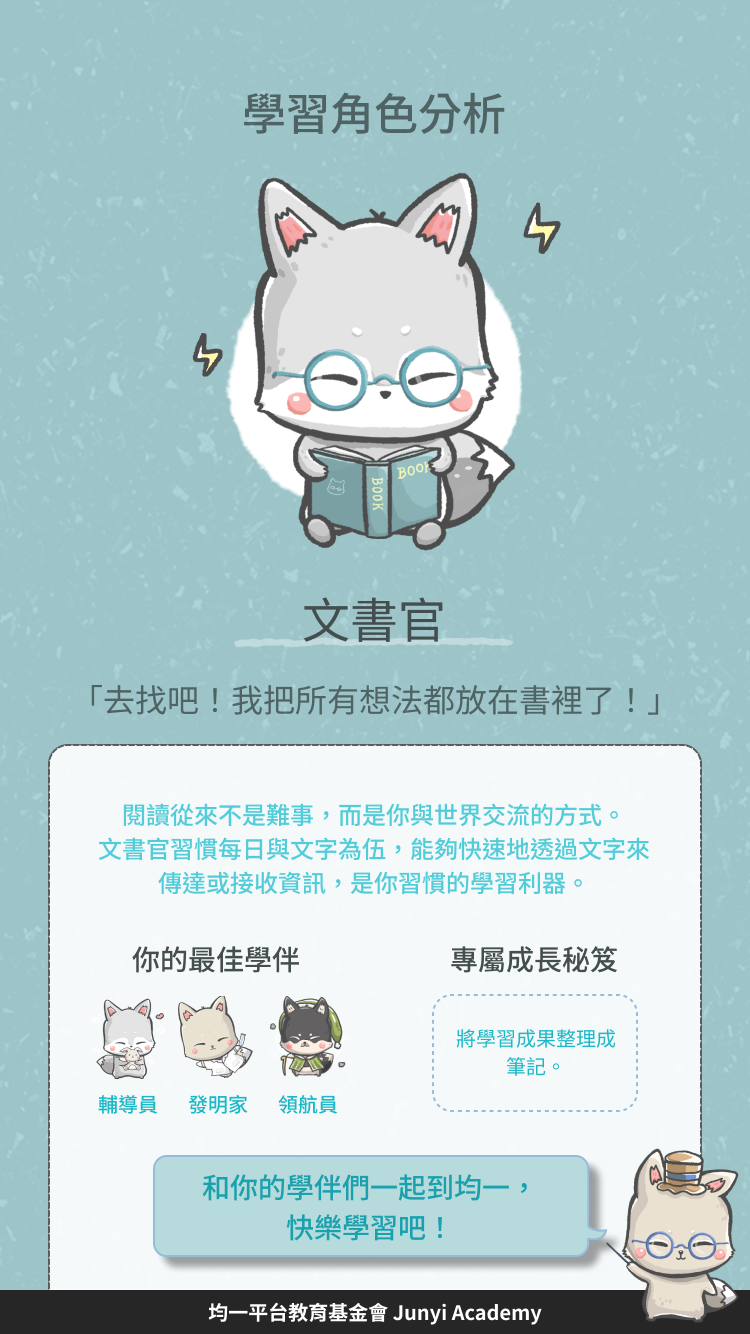 學習角色分析
BOOK
BOOK
文書官
「去找吧！我把所有想法都放在書裡了！」
閱讀從來不是難事，而是你與世界交流的方式。
文書官習慣每日與文字為伍，能夠快速地透過文字來
傳達或接收資訊，是你習慣的學習利器。
你的最佳學伴
專屬成長秘笈
將學習成果整理成
筆記。
輔導員 發明家 領航員
和你的學伴們一起到均一，
快樂學習吧！
均一平台教育基金會 Junyi Academy